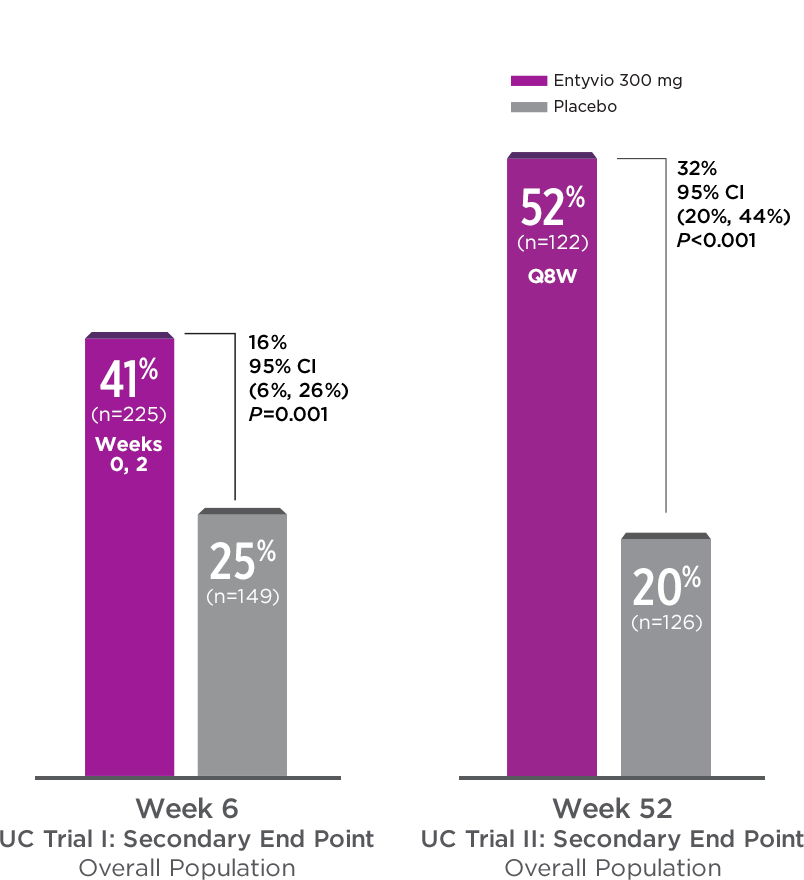 Entyvio 300 mg
Placebo
41%
(n=225)
Weeks
0, 2
16%
95% CI
(6%, 26%)
P=0.001
25%
(n=149)
52%
(n=122)
Q8W
32%
95% CI
(20%, 44%)
P<0.001
20%
(n=126)
Week 6
UC Trial I: Secondary End Point
Overall Population
Week 52
UC Trial II: Secondary End Point
Overall Population